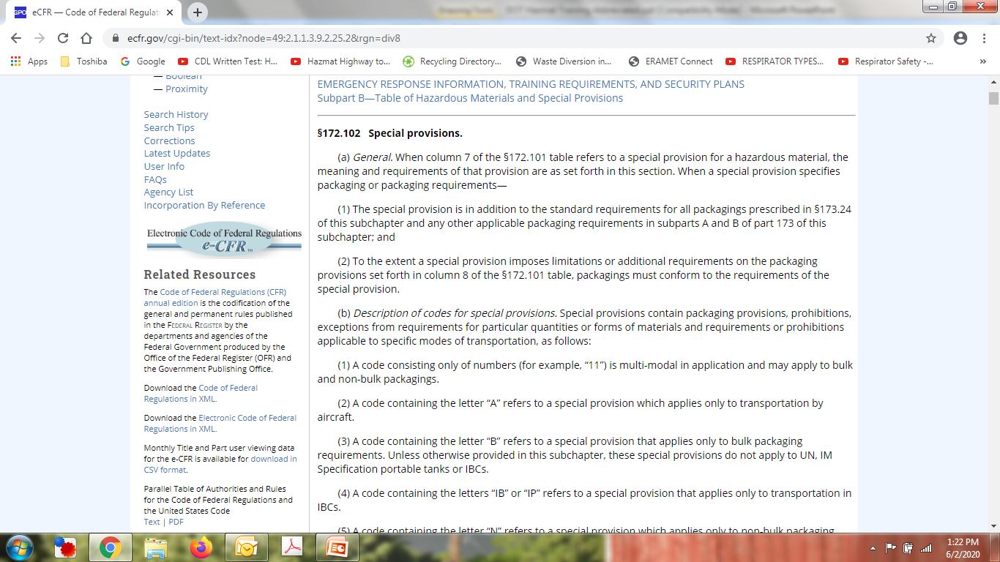 eCFR — Code of Federal Regulat
ecfr.gov/cgi-bin/text-idx?node=49:2.1.1.3.9.2.25.2&rgn=div8
Apps
Toshiba
Google
CDL Written Test: H...
Hazmat Highway to...
Recycling Directory...
Waste Diversion in...
ERAMET Connect
RESPIRATOR TYPES...
Respirator Safety -...
»
— Boolean
— Proximity
Search History
Search Tips
Corrections
Latest Updates
User Info
FAQs
Agency List
Incorporation By Reference
Electronic Code of Federal Regulations
e-CFR TM
Related Resources
The Code of Federal Regulations (CFR)
annual edition is the codification of the
general and permanent rules published
in the FEDERAL REGISTER by the
departments and agencies of the
Federal Government produced by the
Office of the Federal Register (OFR) and
the Government Publishing Office.
Download the Code of Federal
Regulations in XML.
Download the Electronic Code of Federal
Regulations in XML.
Monthly Title and Part user viewing data
for the e-CFR is available for download in
CSV format.
Parallel Table of Authorities and Rules
for the Code of Federal Regulations and
the United States Code
Text | PDF
EMERGENCY RESPONSE INFORMATION, TRAINING REQUIREMENTS, AND SECURITY PLANS
Subpart B—Table of Hazardous Materials and Special Provisions
§172.102 Special provisions.
(a) General. When column 7 of the §172.101 table refers to a special provision for a hazardous material, the
meaning and requirements of that provision are as set forth in this section. When a special provision specifies
packaging or packaging requirements—
(1) The special provision is in addition to the standard requirements for all packagings prescribed in §173.24
of this subchapter and any other applicable packaging requirements in subparts A and B of part 173 of this
subchapter; and
(2) To the extent a special provision imposes limitations or additional requirements on the packaging
provisions set forth in column 8 of the §172.101 table, packagings must conform to the requirements of the
special provision.
(b) Description of codes for special provisions. Special provisions contain packaging provisions, prohibitions,
exceptions from requirements for particular quantities or forms of materials and requirements or prohibitions
applicable to specific modes of transportation, as follows:
(1) A code consisting only of numbers (for example, “11”) is multi-modal in application and may apply to bulk
and non-bulk packagings.
(2) A code containing the letter “A” refers to a special provision which applies only to transportation by
aircraft.
(3) A code containing the letter “B” refers to a special provision that applies only to bulk packaging
requirements. Unless otherwise provided in this subchapter, these special provisions do not apply to UN, IM
Specification portable tanks or IBCs.
(4) A code containing the letters “IB” or “IP” refers to a special provision that applies only to transportation in
IBCs.
(5) A code containing the letter “N” refers to a special provision which applies only to non-bulk packaging
1:22 PM
6/2/2020